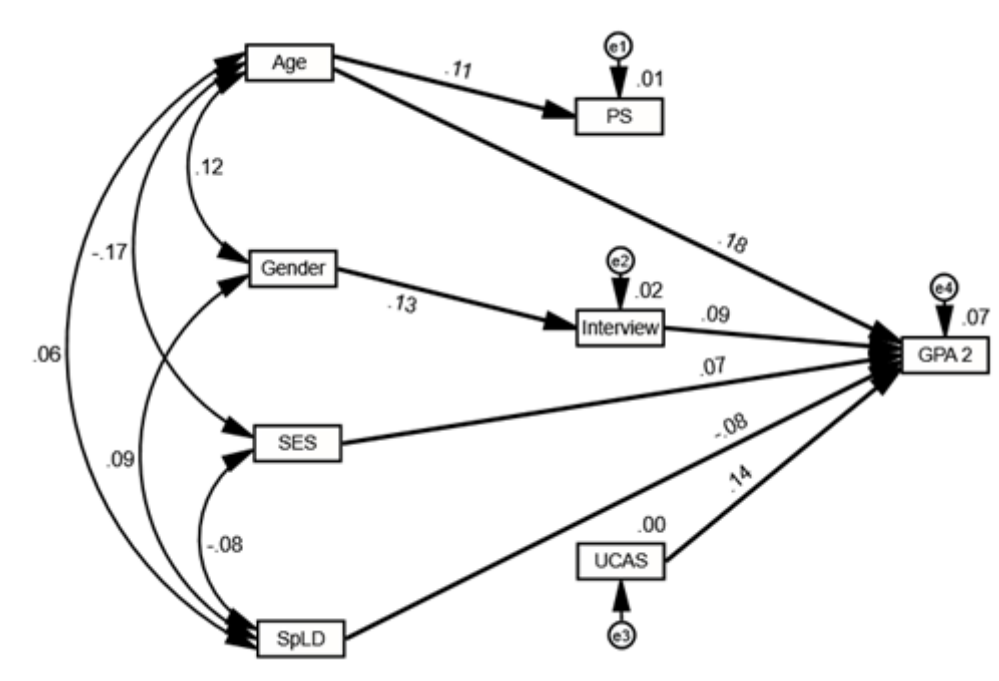 e1
Age
.11
.01
PS
.12
-.17
.18
Gender
.13
e2
.02
Interview
.09
e4
.07
GPA 2
.06
.07
SES
-.08
.09
.14
.00
-.08
UCAS
SpLD
e3